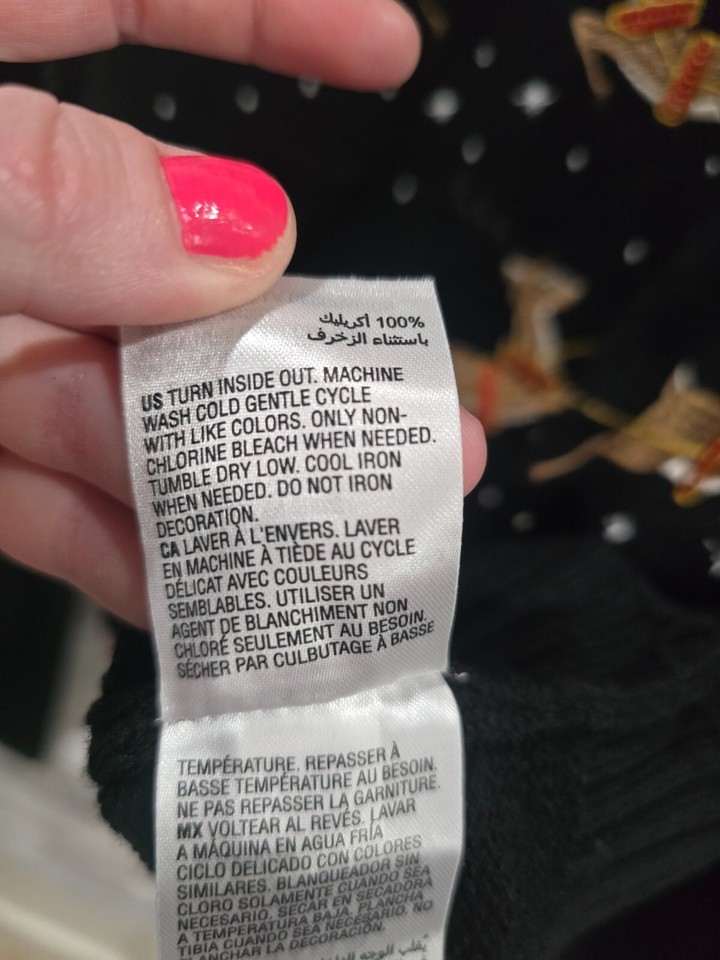 100% أكريليك
باستثناء الزخرف
US TURN INSIDE OUT. MACHINE
WASH COLD GENTLE CYCLE
WITH LIKE COLORS. ONLY NON-
CHLORINE BLEACH WHEN NEEDED.
TUMBLE DRY LOW. COOL IRON
WHEN NEEDED. DO NOT IRON
DECORATION.
CA LAVER À L'ENVERS. LAVER
EN MACHINE À TIÈDE AU CYCLE
DÉLICAT AVEC COULEURS
SEMBLABLES. UTILISER UN
AGENT DE BLANCHIMENT NON
CHLORÉ SEULEMENT AU BESOIN.
SÉCHER PAR CULBUTAGE À BASSE
TEMPÉRATURE. REPASSER À
BASSE TEMPÉRATURE AU BESOIN.
NE PAS REPASSER LA GARNITURE.
MX VOLTEAR AL REVÉS. LAVAR
A MÁQUINA EN AGUA FRÍA
CICLO DELICADO CON COLORES
SIMILARES. BLANQUEADOR SIN
CLORO SOLAMENTE CUANDO SEA
NECESARIO. SECAR EN SECADORA
A TEMPERATURA BAJA. PLANCHA
TIBIA CUANDO SEA NECESARIO. NO
PLANCHAR LA DECORACIÓN.
يُقلب الوجه